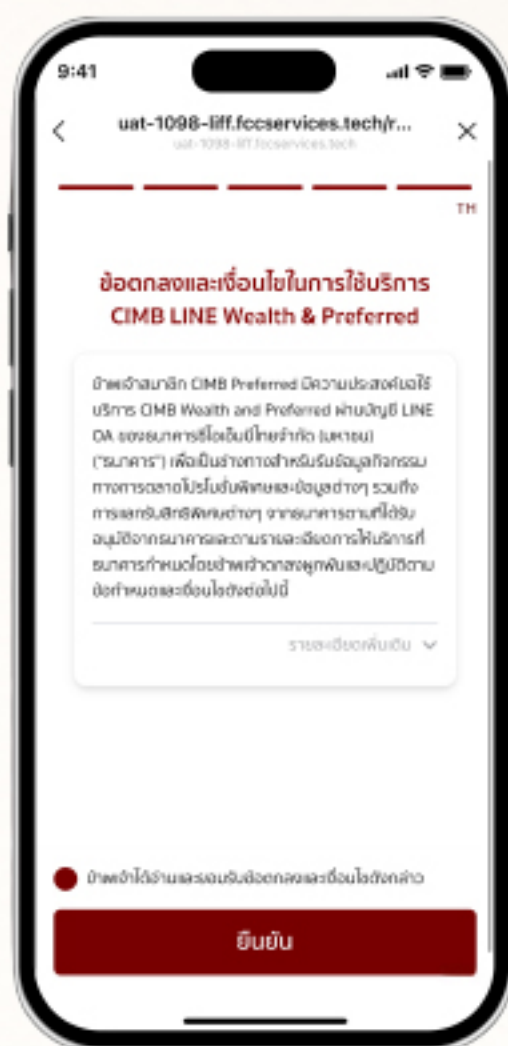 9:41
uat-1098-liff.fccservices.tech/r...
uat-1098-liff.fccservices.tech
TH
ข้อตกลงและเงื่อนไขในการใช้บริการ
CIMB LINE Wealth & Preferred
ข้าพเจ้าสมาชิก CIMB Preferred มีความประสงค์ขอใช้
บริการ CIMB Wealth and Preferred ผ่านบัญชี LINE
OA ของธนาคารซีไอเอ็มบีไทยจำกัด (มหาชน)
("ธนาคาร") เพื่อเป็นช่องทางสำหรับรับข้อมูลกิจกรรม
ทางการตลาดโปรโมชั่นพิเศษและข้อมูลต่างๆ รวมถึง
การแลกรับสิทธิพิเศษต่างๆ จากธนาคารตามที่ได้รับ
อนุมัติจากธนาคารและตามรายละเอียดการให้บริการที่
ธนาคารกำหนดโดยข้าพเจ้าตกลงผูกพันและปฏิบัติตาม
ข้อกำหนดและเงื่อนไขดังต่อไปนี้
รายละเอียดเพิ่มเติม
ข้าพเจ้าได้อ่านและยอมรับข้อตกลงและเงื่อนไขดังกล่าว
ยืนยัน